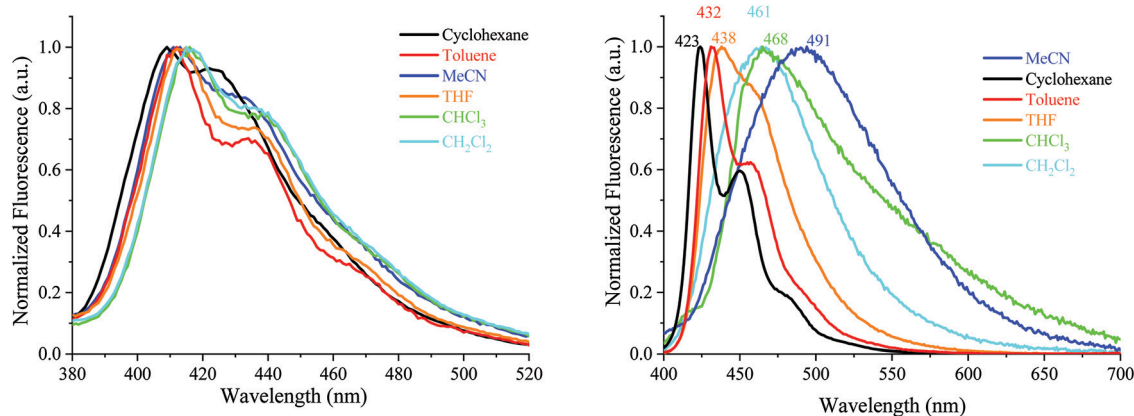 Normalized Fluorescence (a.u.)
1.0
0.8
0.6
0.4
0.2
0.0
380 400 420 440 460 480 500 520
Wavelength (nm)
Cyclohexane
Toluene
MeCN
THF
CHCl₃
CH₂Cl₂
Normalized Fluorescence (a.u.)
1.0
0.8
0.6
0.4
0.2
0.0
400 450 500 550 600 650 700
Wavelength (nm)
432 461
423 438 468 491
MeCN
Cyclohexane
Toluene
THF
CHCl₃
CH₂Cl₂